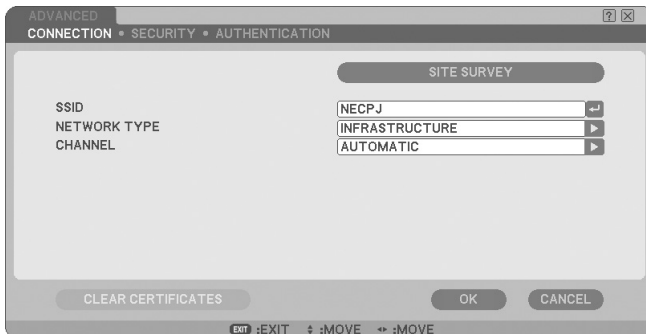 ADVANCED
CONNECTION • SECURITY • AUTHENTICATION
SITE SURVEY
SSID NECPJ
NETWORK TYPE INFRASTRUCTURE
CHANNEL AUTOMATIC
CLEAR CERTIFICATES OK CANCEL
EXIT :EXIT :MOVE :MOVE